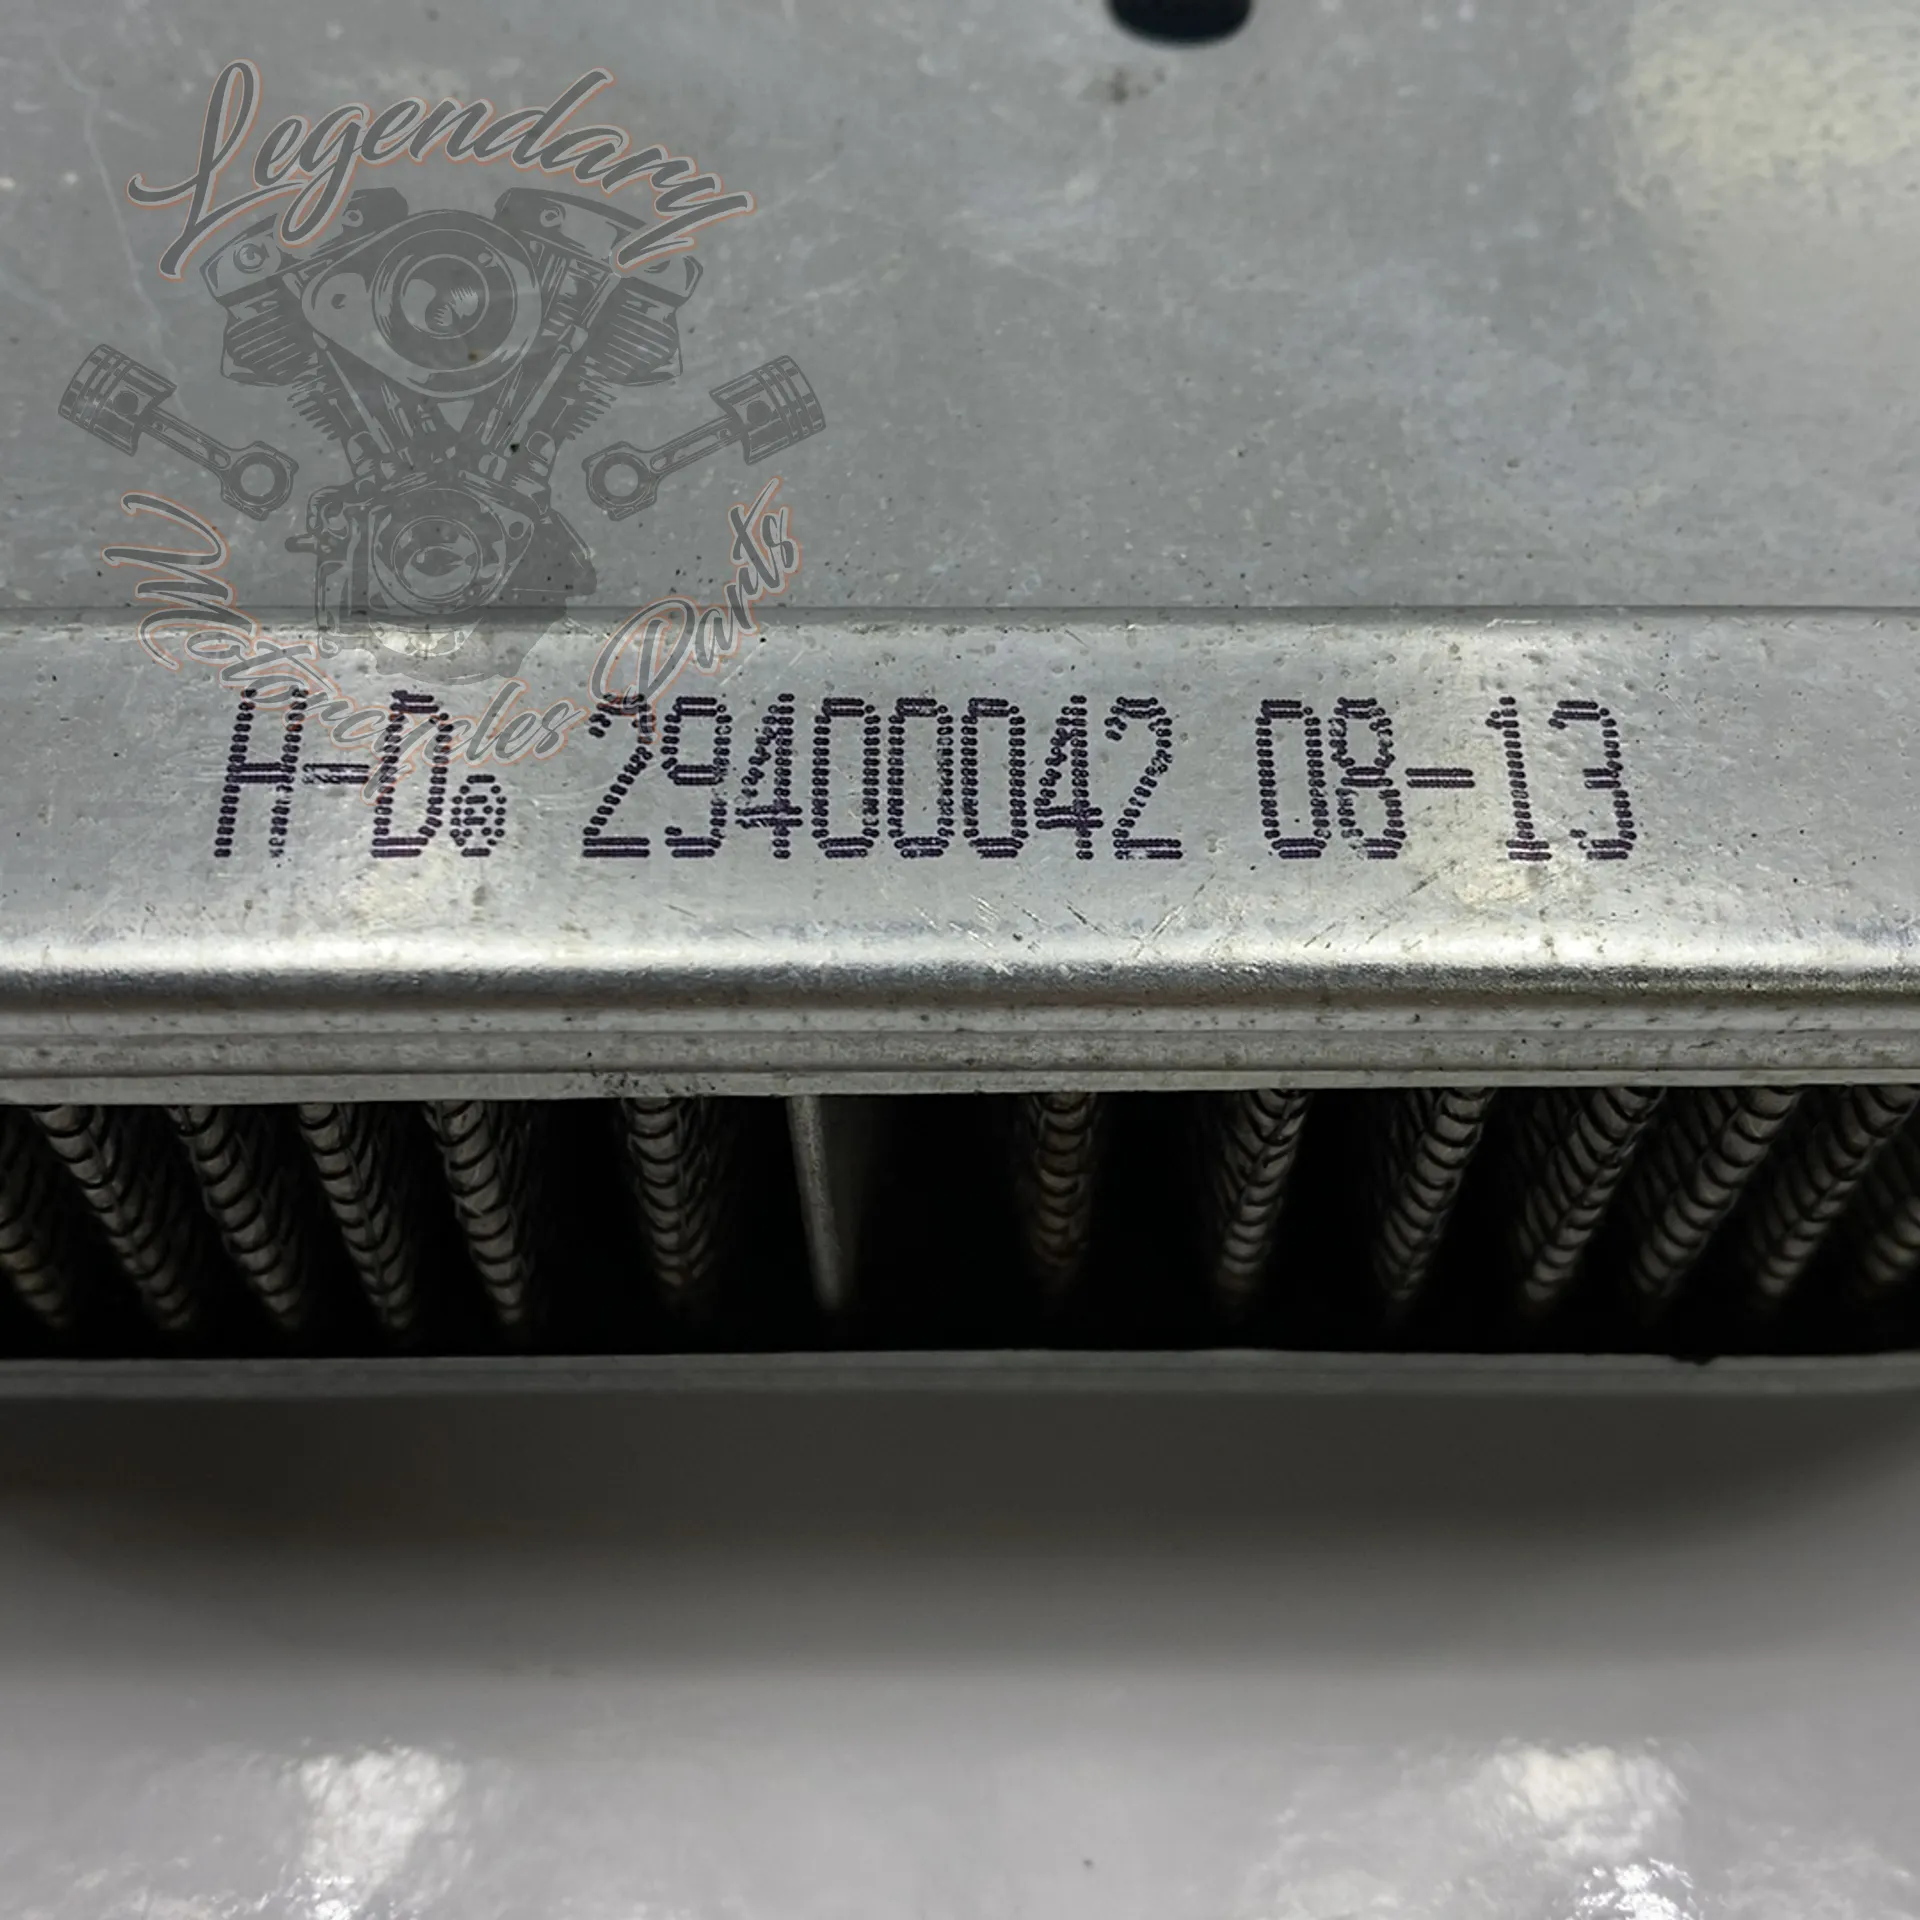 Legendary
Motorcycles Parts
H-D® 29400042 08-13